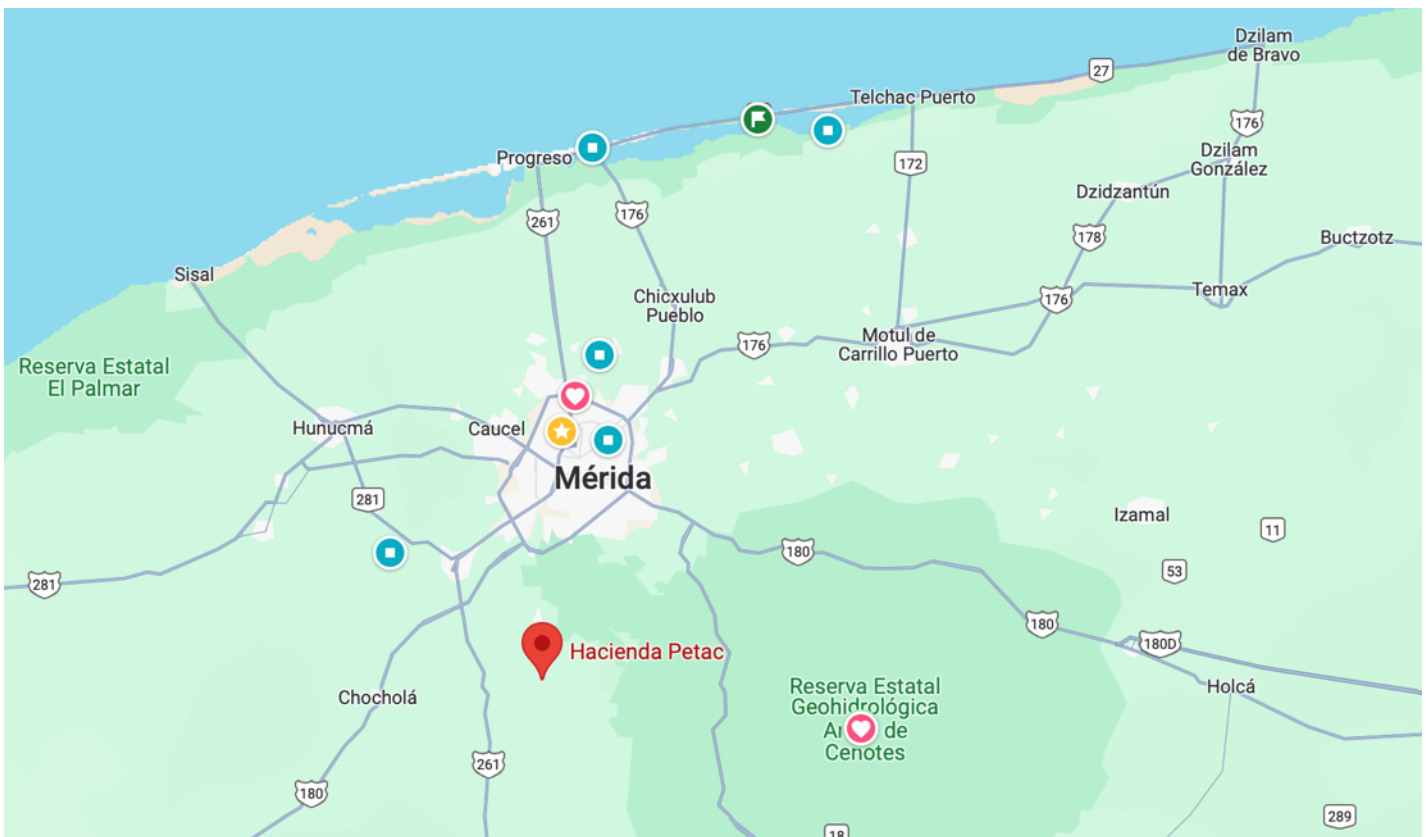 Dzilam
de Bravo
27
Telchac Puerto
176
Progreso
172
Dzilam
González
Dzidzantún
261
176
178
Buctzotz
Sisal
Chicxulub
Pueblo
176
Temax
Motul de
Carrillo Puerto
176
Reserva Estatal
El Palmar
Hunucmá
Caucel
Mérida
281
Izamal
11
180
53
281
180
180D
Hacienda Petac
Chocholá
Reserva Estatal
Geohidrológica
de
Cenotes
Holcá
261
180
289
18